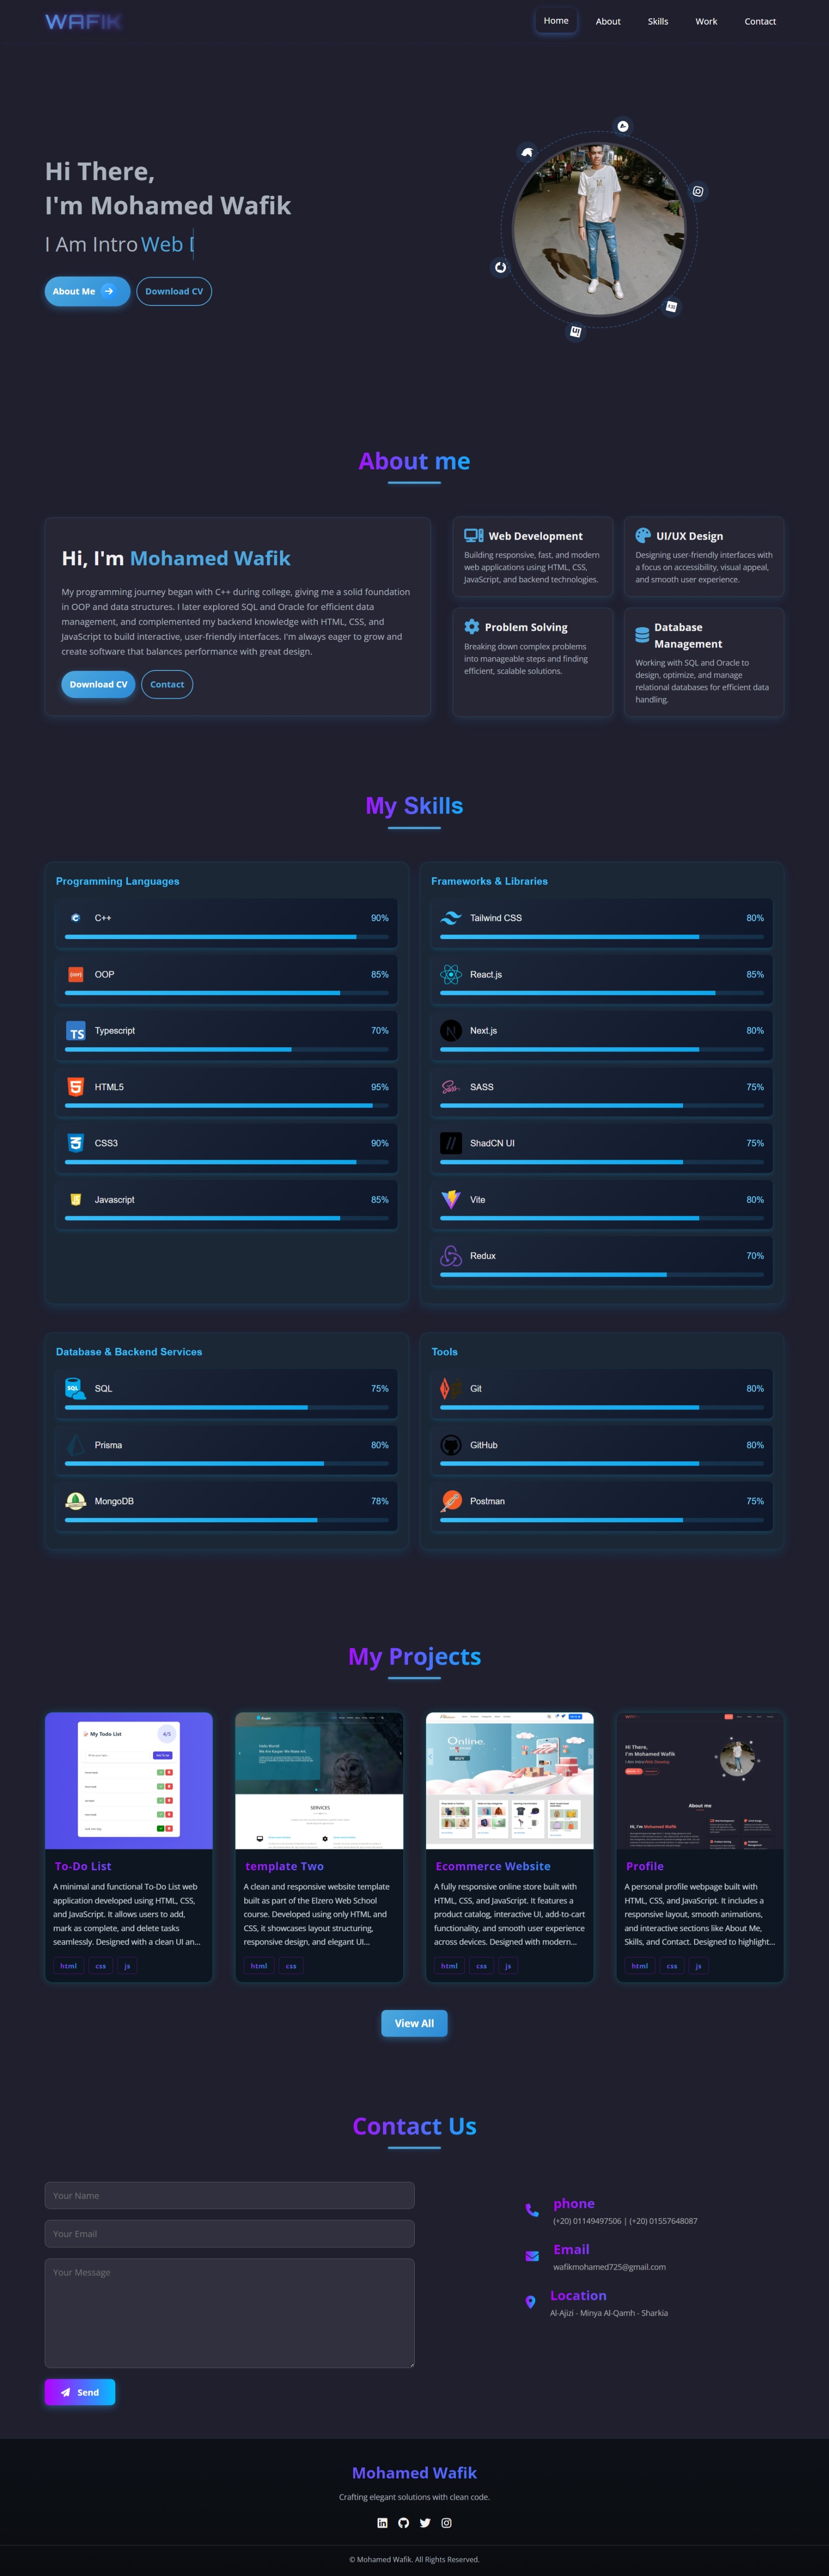 WAFIK
Home
About
Skills
Work
Contact
Hi There,
I'm Mohamed Wafik
I Am Intro Web
About Me
Download CV
About me
Hi, I'm Mohamed Wafik
My programming journey began with C++ during college, giving me a solid foundation
in OOP and data structures. I later explored SQL and Oracle for efficient data
management, and complemented my backend knowledge with HTML, CSS, and
JavaScript to build interactive, user-friendly interfaces. I'm always eager to grow and
create software that balances performance with great design.
Download CV
Contact
Web Development
Building responsive, fast, and modern
web applications using HTML, CSS,
JavaScript, and backend technologies.
UI/UX Design
Designing user-friendly interfaces with
a focus on accessibility, visual appeal,
and smooth user experience.
Problem Solving
Breaking down complex problems
into manageable steps and finding
efficient, scalable solutions.
Database
Management
Working with SQL and Oracle to
design, optimize, and manage
relational databases for efficient data
handling.
My Skills
Programming Languages
C++ 90%
OOP 85%
TS
Typescript 70%
HTML5 95%
CSS3 90%
Javascript 85%
Frameworks & Libraries
Tailwind CSS 80%
React.js 85%
Next.js 80%
SASS 75%
ShadCN UI 75%
Vite 80%
Redux 70%
Database & Backend Services
SQL
SQL 75%
Prisma 80%
MongoDB 78%
Tools
Git 80%
GitHub 80%
Postman 75%
My Projects
My Todo List
4/5
To-Do List
A minimal and functional To-Do List web
application developed using HTML, CSS,
and JavaScript. It allows users to add,
mark as complete, and delete tasks
seamlessly. Designed with a clean UI an...
html
css
js
SERVICES
template Two
A clean and responsive website template
built as part of the Elzero Web School
course. Developed using only HTML and
CSS, it showcases layout structuring,
responsive design, and elegant UI...
html
css
Online.
Ecommerce Website
A fully responsive online store built with
HTML, CSS, and JavaScript. It features a
product catalog, interactive UI, add-to-cart
functionality, and smooth user experience
across devices. Designed with modern...
html
css
js
Hi There,
I'm Mohamed Wafik
About me
Hi, I'm Mohamed Wafik
Profile
A personal profile webpage built with
HTML, CSS, and JavaScript. It includes a
responsive layout, smooth animations,
and interactive sections like About Me,
Skills, and Contact. Designed to highlight...
html
css
js
View All
Contact Us
Your Name
Your Email
Your Message
Send
phone
(+20) 01149497506 | (+20) 01557648087
Email
wafikmohamed725@gmail.com
Location
Al-Ajizi - Minya Al-Qamh - Sharkia
Mohamed Wafik
Crafting elegant solutions with clean code.
© Mohamed Wafik. All Rights Reserved.